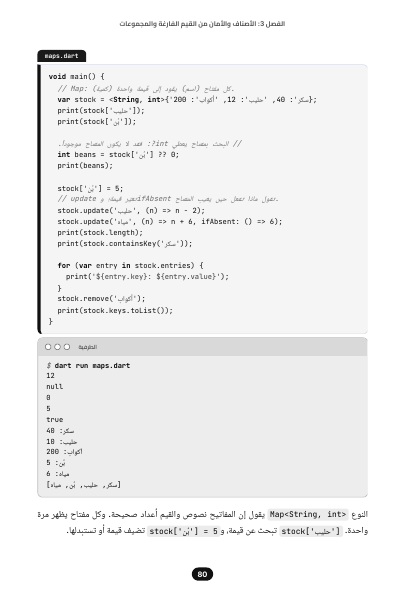 الفصل 3: الأصناف والأمان من القيم الفارغة والمجموعات
maps.dart
void main() {
// Map: كل مفتاح (اسم) يقود إلى قيمة واحدة (كمية).
var stock = <String, int>{'سكر': 40, 'حليب': 12, 'أكواب': 200};
print(stock['حليب']);
print(stock['بُن']);
// البحث بمفتاح يعطي int?: فقد لا يكون المفتاح موجوداً.
int beans = stock['بُن'] ?? 0;
print(beans);
stock['بُن'] = 5;
// update تغيّر قيمة، و ifAbsent تقول ماذا تفعل حين يغيب المفتاح.
stock.update('حليب', (n) => n - 2);
stock.update('مياه', (n) => n + 6, ifAbsent: () => 6);
print(stock.length);
print(stock.containsKey('سكر'));
for (var entry in stock.entries) {
print('${entry.key}: ${entry.value}');
}
stock.remove('أكواب');
print(stock.keys.toList());
}
الطرفية
$ dart run maps.dart
12
null
0
5
true
سكر: 40
حليب: 10
أكواب: 200
بُن: 5
مياه: 6
[سكر, حليب, بُن, مياه]
النوع Map<String, int> يقول إن المفاتيح نصوص والقيم أعداد صحيحة. وكل مفتاح يظهر مرة
واحدة. stock['حليب'] تبحث عن قيمة، و stock['بُن'] = 5 تضيف قيمة أو تستبدلها.
80